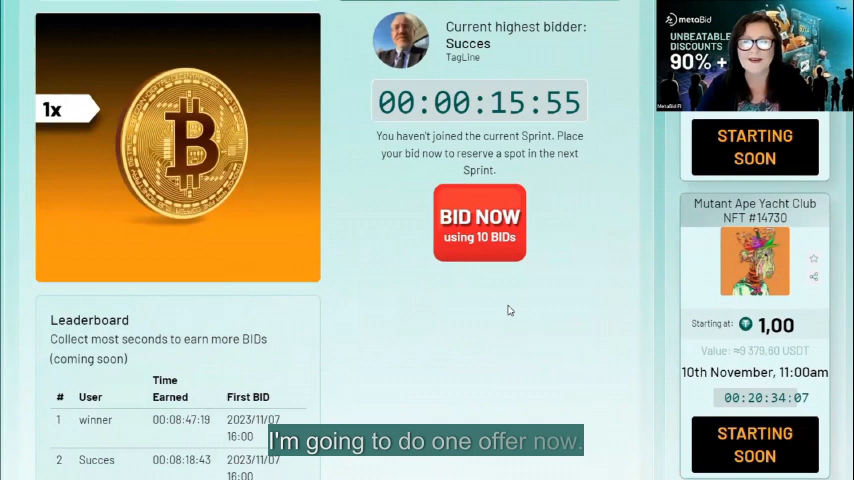 1x
Current highest bidder:
Succes
TagLine
00:00:15:55
You haven't joined the current Sprint. Place
your bid now to reserve a spot in the next
Sprint.
BID NOW
using 10 BIDs
Leaderboard
Collect most seconds to earn more BIDs
(coming soon)
# User Time Earned First BID
1 winner 00:08:47:19 2023/11/07 16:00
2 Succes 00:08:18:43 2023/11/07 16:00
metaBid
UNBEATABLE
DISCOUNTS
90% +
MetaBid FI
STARTING
SOON
Mutant Ape Yacht Club
NFT #14730
Starting at: 1,00
Value: ≈9 379,60 USDT
10th November, 11:00am
00:20:34:07
STARTING
SOON
I'm going to do one offer now.